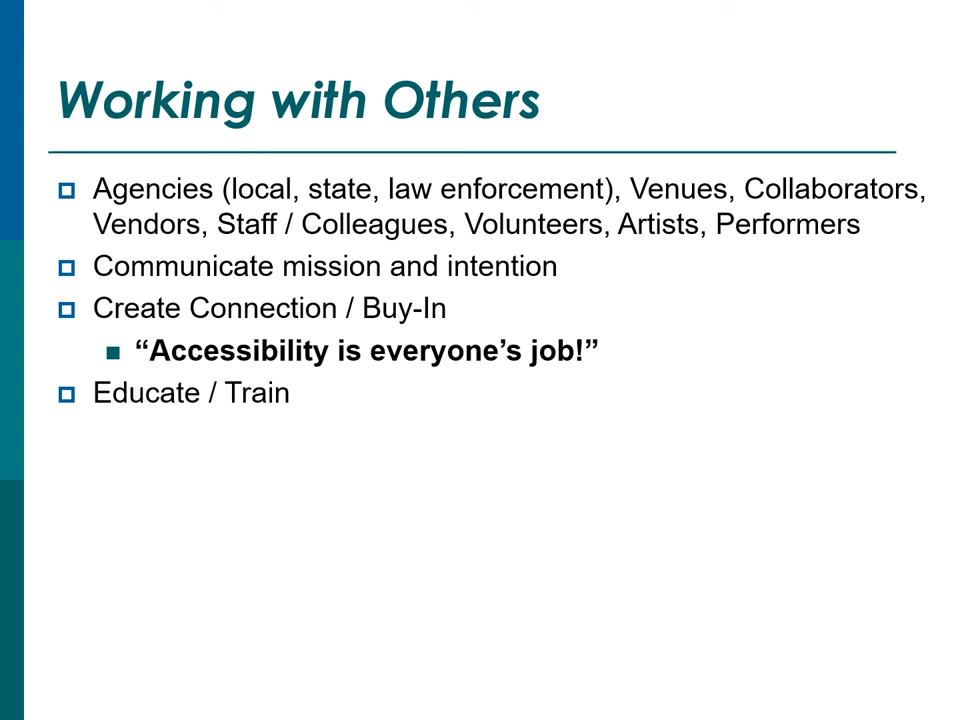 Working with Others
Agencies (local, state, law enforcement), Venues, Collaborators,
Vendors, Staff / Colleagues, Volunteers, Artists, Performers
Communicate mission and intention
Create Connection / Buy-In
“Accessibility is everyone’s job!”
Educate / Train